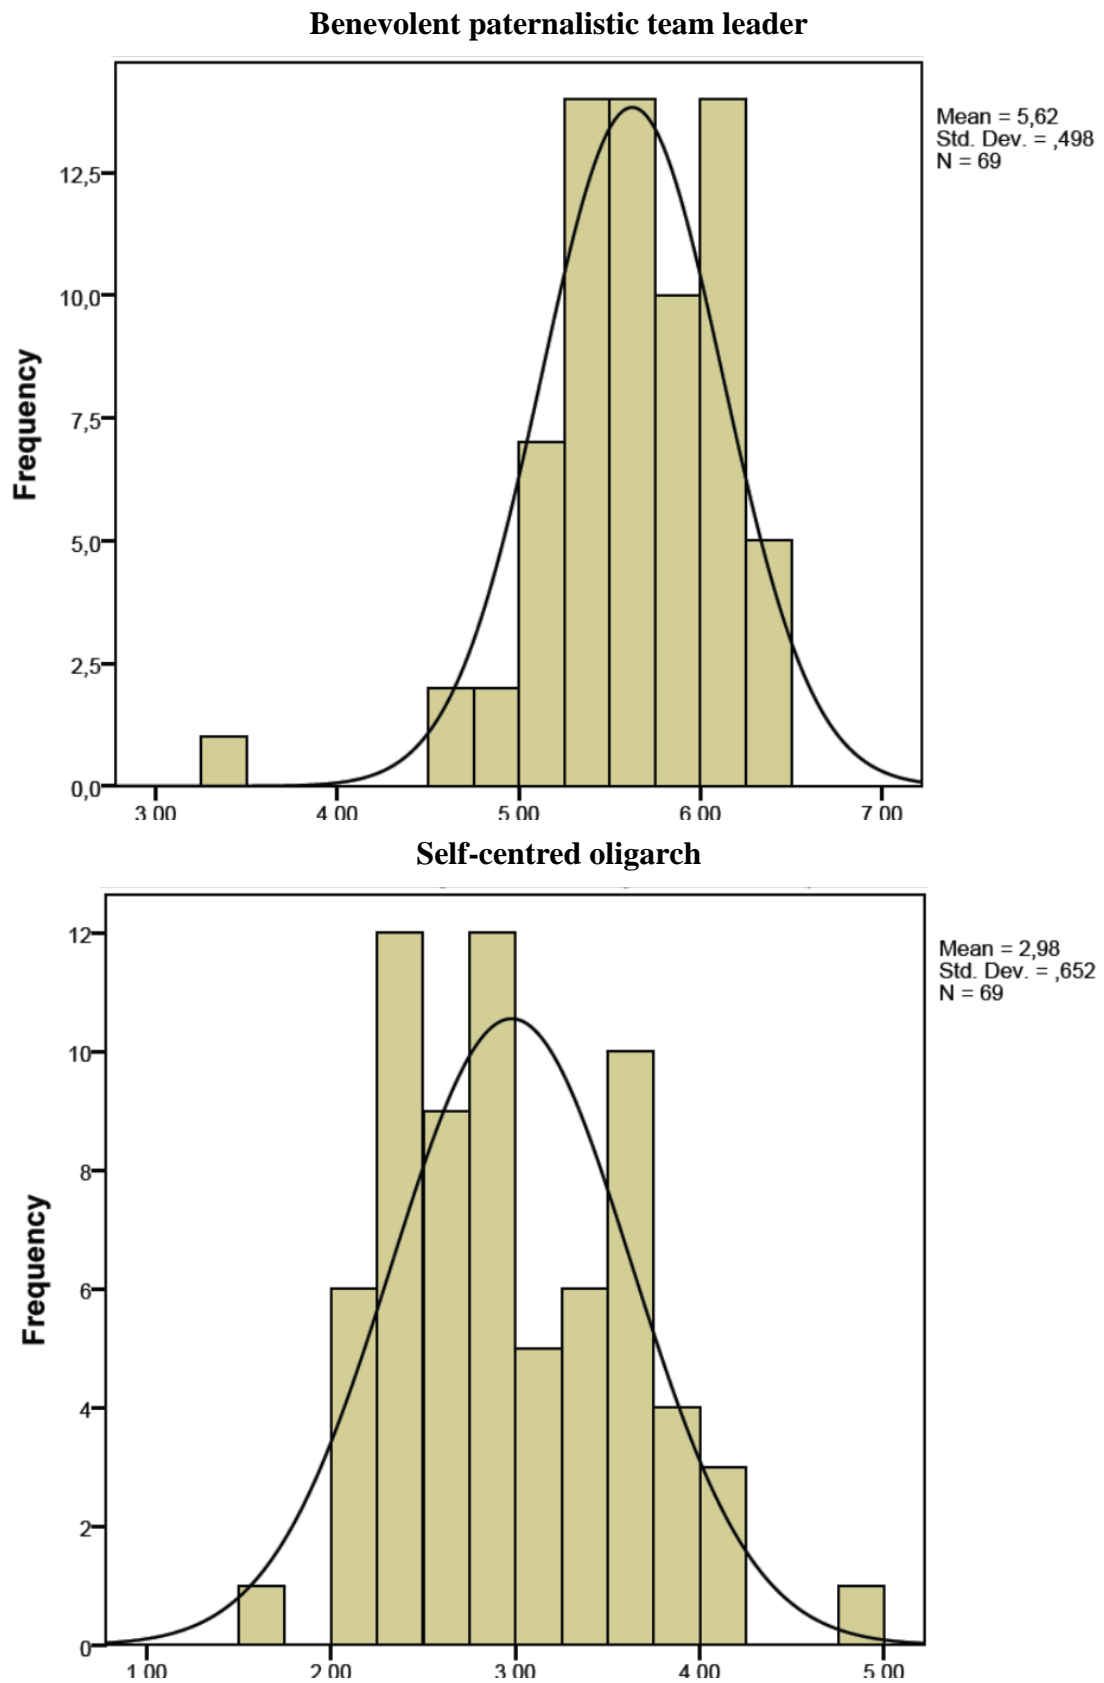 Benevolent paternalistic team leader
Mean = 5,62
Std. Dev. = ,498
N = 69
12,5
10,0
7,5
5,0
2,5
0,0
Frequency
3 00 4 00 5 00 6 00 7 00
Self-centred oligarch
Mean = 2,98
Std. Dev. = ,652
N = 69
12
10
8
6
4
2
0
Frequency
1 00 2 00 3 00 4 00 5 00